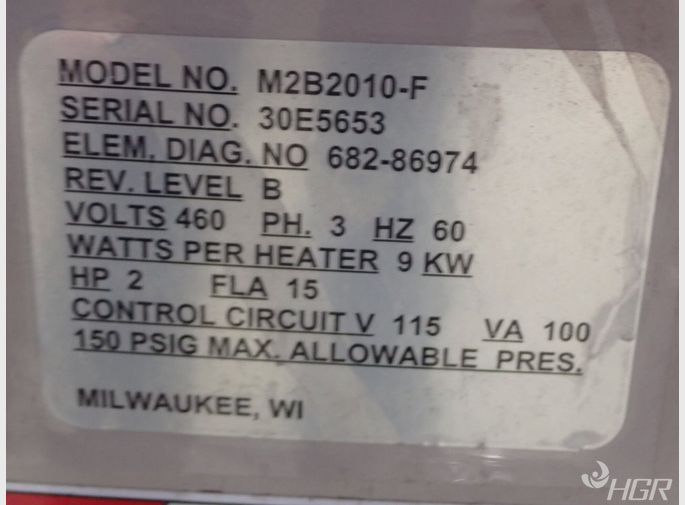 MODEL NO. M2B2010-F
SERIAL NO. 30E5653
ELEM. DIAG. NO 682-86974
REV. LEVEL B
VOLTS 460 PH. 3 HZ 60
WATTS PER HEATER 9 KW
HP 2 FLA 15
CONTROL CIRCUIT V 115 VA 100
150 PSIG MAX. ALLOWABLE PRES.
MILWAUKEE, WI
HGR